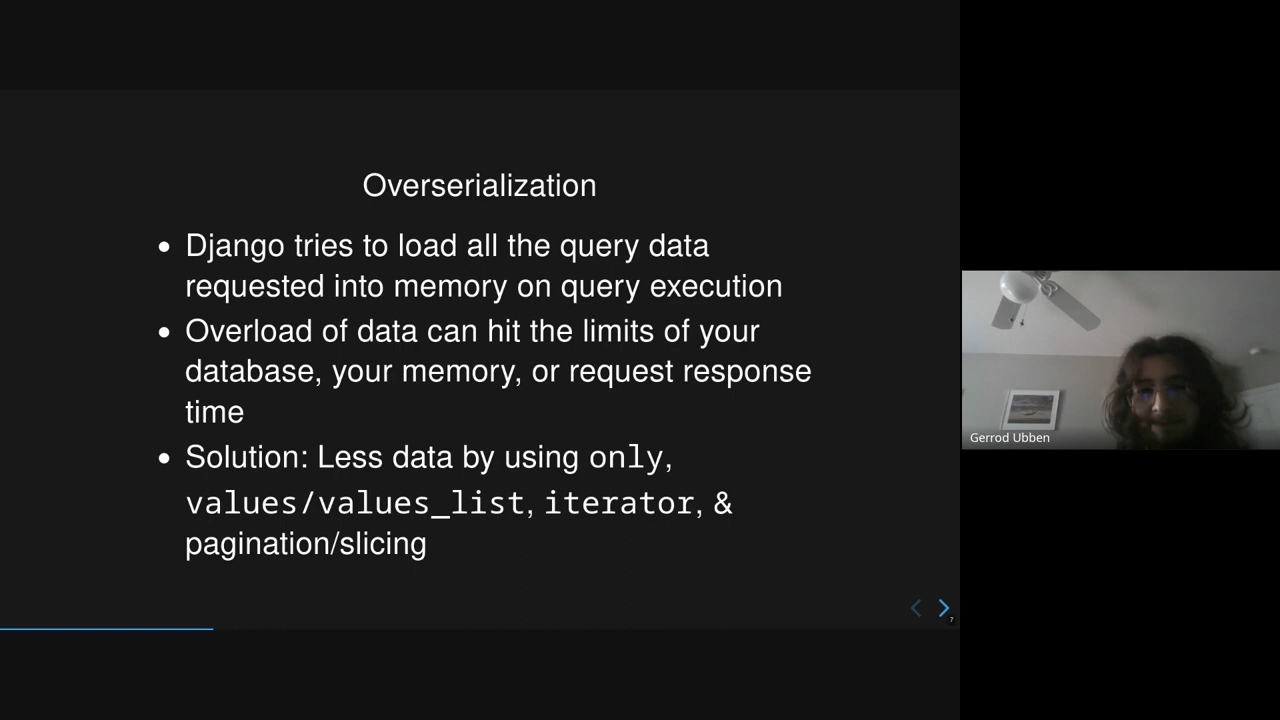 Overserialization
• Django tries to load all the query data
requested into memory on query execution
• Overload of data can hit the limits of your
database, your memory, or request response
time
• Solution: Less data by using only,
values/values_list, iterator, &
pagination/slicing
7
Gerrod Ubben